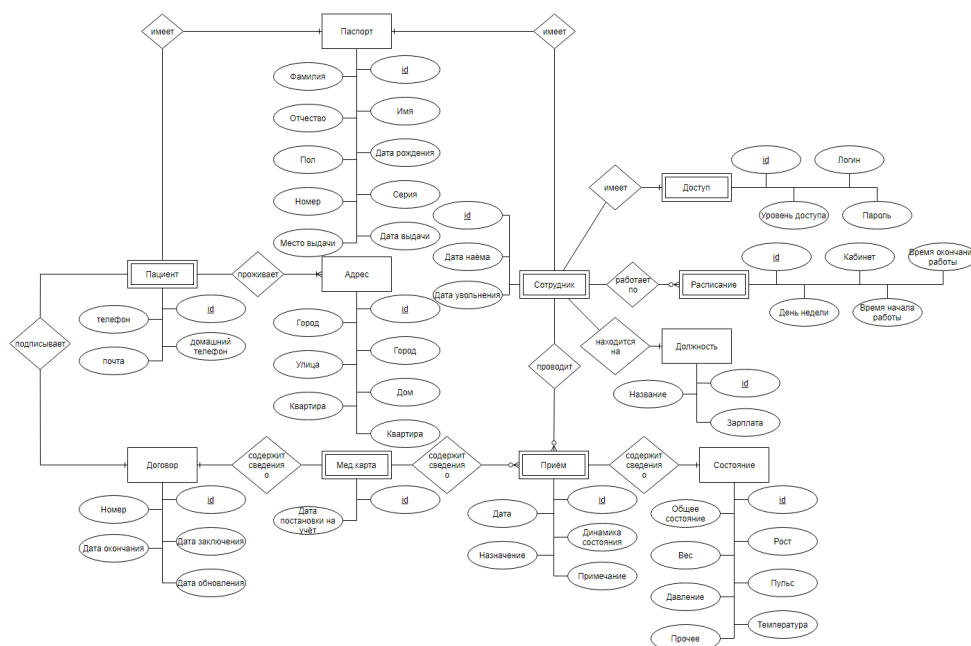 имеет
Паспорт
имеет
Фамилия
id
Отчество
Имя
Пол
Дата рождения
Номер
Серия
Место выдачи
Дата выдачи
id
Дата наёма
Дата увольнения
имеет
Доступ
id
Логин
Уровень доступа
Пароль
Пациент
проживает
Адрес
Сотрудник
работает
по
Расписание
id
Кабинет
Время окончани
работы
День недели
Время начала
работы
телефон
id
почта
домашний
телефон
подписывает
Город
id
Улица
Город
Квартира
Дом
Квартира
проводит
находится
на
Должность
Название
id
Зарплата
Договор
содержит
сведения
о
Мед.карта
содержит
сведения
о
Приём
содержит
сведения
о
Состояние
Номер
id
Дата окончания
Дата заключения
Дата обновления
Дата
постановки на
учёт
id
Дата
id
Назначение
Динамика
состояния
Примечание
Общее
состояние
id
Вес
Рост
Давление
Пульс
Прочее
Температура